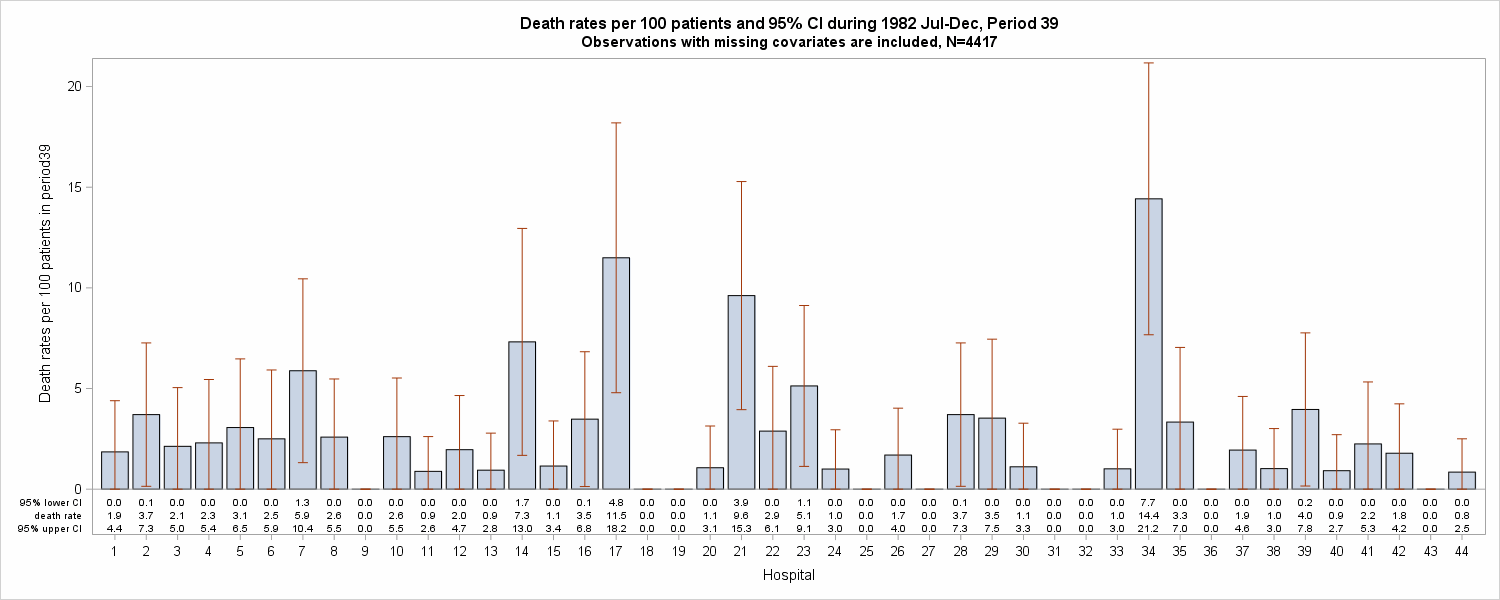 Death rates per 100 patients and 95% CI during 1982 Jul-Dec, Period 39
Observations with missing covariates are included, N=4417
Death rates per 100 patients in period39
20
15
10
5
0
95% lower CI 0.0 0.1 0.0 0.0 0.0 0.0 1.3 0.0 0.0 0.0 0.0 0.0 0.0 1.7 0.0 0.1 4.8 0.0 0.0 0.0 3.9 0.0 1.1 0.0 0.0 0.0 0.0 0.1 0.0 0.0 0.0 0.0 0.0 7.7 0.0 0.0 0.0 0.0 0.2 0.0 0.0 0.0 0.0 0.0
death rate 1.9 3.7 2.1 2.3 3.1 2.5 5.9 2.6 0.0 2.6 0.9 2.0 0.9 7.3 1.1 3.5 11.5 0.0 0.0 1.1 9.6 2.9 5.1 1.0 0.0 1.7 0.0 3.7 3.5 1.1 0.0 0.0 1.0 14.4 3.3 0.0 1.9 1.0 4.0 0.9 2.2 1.8 0.0 0.8
95% upper CI 4.4 7.3 5.0 5.4 6.5 5.9 10.4 5.5 0.0 5.5 2.6 4.7 2.8 13.0 3.4 6.8 18.2 0.0 0.0 3.1 15.3 6.1 9.1 3.0 0.0 4.0 0.0 7.3 7.5 3.3 0.0 0.0 3.0 21.2 7.0 0.0 4.6 3.0 7.8 2.7 5.3 4.2 0.0 2.5
1 2 3 4 5 6 7 8 9 10 11 12 13 14 15 16 17 18 19 20 21 22 23 24 25 26 27 28 29 30 31 32 33 34 35 36 37 38 39 40 41 42 43 44
Hospital